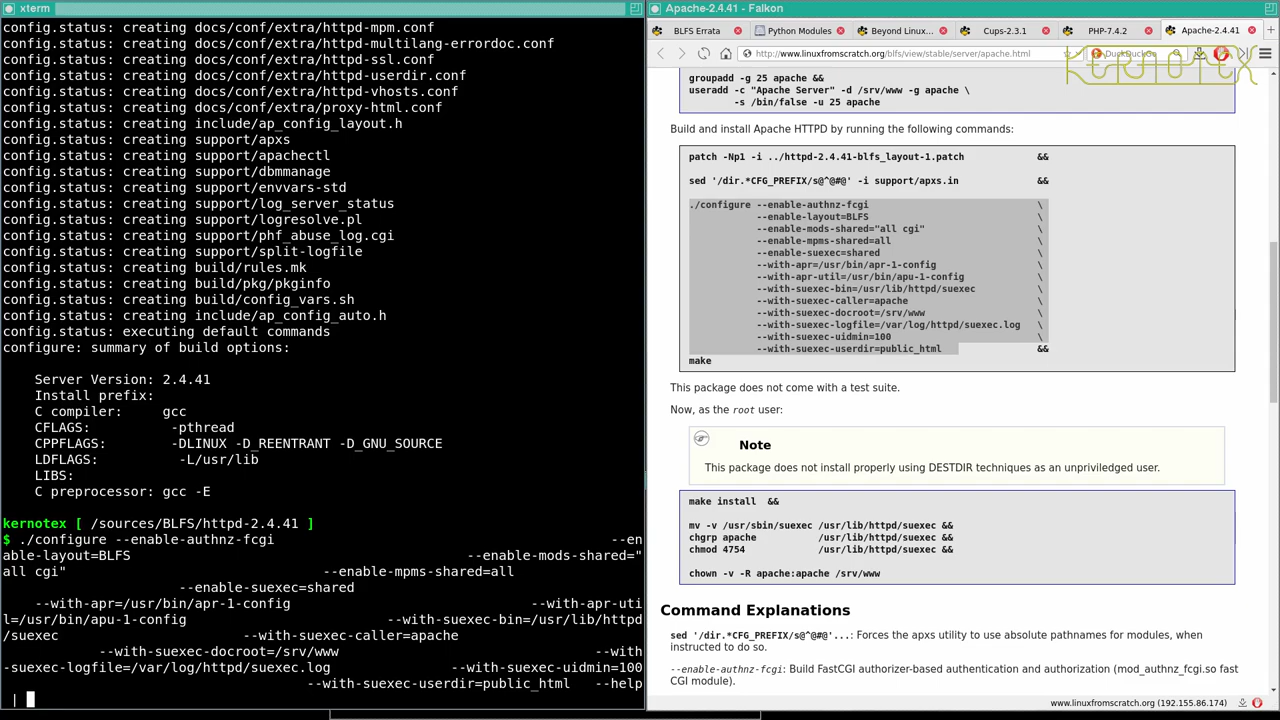 xterm
config.status: creating docs/conf/extra/httpd-mpm.conf
config.status: creating docs/conf/extra/httpd-multilang-errordoc.conf
config.status: creating docs/conf/extra/httpd-ssl.conf
config.status: creating docs/conf/extra/httpd-userdir.conf
config.status: creating docs/conf/extra/httpd-vhosts.conf
config.status: creating docs/conf/extra/proxy-html.conf
config.status: creating include/ap_config_layout.h
config.status: creating support/apxs
config.status: creating support/apachectl
config.status: creating support/dbmmanage
config.status: creating support/envvars-std
config.status: creating support/log_server_status
config.status: creating support/logresolve.pl
config.status: creating support/phf_abuse_log.cgi
config.status: creating support/split-logfile
config.status: creating build/rules.mk
config.status: creating build/pkg/pkginfo
config.status: creating build/config_vars.sh
config.status: creating include/ap_config_auto.h
config.status: executing default commands
configure: summary of build options:
Server Version: 2.4.41
Install prefix:
C compiler: gcc
CFLAGS: -pthread
CPPFLAGS: -DLINUX -D_REENTRANT -D_GNU_SOURCE
LDFLAGS: -L/usr/lib
LIBS:
C preprocessor: gcc -E
kernotex [ /sources/BLFS/httpd-2.4.41 ]
$ ./configure --enable-authnz-fcgi --en
able-layout=BLFS --enable-mods-shared="
all cgi" --enable-mpms-shared=all
--enable-suexec=shared
--with-apr=/usr/bin/apr-1-config --with-apr-uti
l=/usr/bin/apu-1-config --with-suexec-bin=/usr/lib/httpd
/suexec --with-suexec-caller=apache
--with-suexec-docroot=/srv/www --with
-suexec-logfile=/var/log/httpd/suexec.log --with-suexec-uidmin=100
--with-suexec-userdir=public_html --help
|
Apache-2.4.41 - Falkon
BLFS Errata Python Modules Beyond Linux... Cups-2.3.1 PHP-7.4.2 Apache-2.4.41
http://www.linuxfromscratch.org/blfs/view/stable/server/apache.html DuckDuckGo
KERNOTEX
groupadd -g 25 apache &&
useradd -c "Apache Server" -d /srv/www -g apache \
-s /bin/false -u 25 apache
Build and install Apache HTTPD by running the following commands:
patch -Np1 -i ../httpd-2.4.41-blfs_layout-1.patch &&
sed '/dir.*CFG_PREFIX/s@^@#@' -i support/apxs.in &&
./configure --enable-authnz-fcgi \
--enable-layout=BLFS \
--enable-mods-shared="all cgi" \
--enable-mpms-shared=all \
--enable-suexec=shared \
--with-apr=/usr/bin/apr-1-config \
--with-apr-util=/usr/bin/apu-1-config \
--with-suexec-bin=/usr/lib/httpd/suexec \
--with-suexec-caller=apache \
--with-suexec-docroot=/srv/www \
--with-suexec-logfile=/var/log/httpd/suexec.log \
--with-suexec-uidmin=100 \
--with-suexec-userdir=public_html &&
make
This package does not come with a test suite.
Now, as the root user:
Note
This package does not install properly using DESTDIR techniques as an unpriviledged user.
make install &&
mv -v /usr/sbin/suexec /usr/lib/httpd/suexec &&
chgrp apache /usr/lib/httpd/suexec &&
chmod 4754 /usr/lib/httpd/suexec &&
chown -v -R apache:apache /srv/www
Command Explanations
sed '/dir.*CFG_PREFIX/s@^@#@'...: Forces the apxs utility to use absolute pathnames for modules, when
instructed to do so.
--enable-authnz-fcgi: Build FastCGI authorizer-based authentication and authorization (mod_authnz_fcgi.so fast
CGI module).
www.linuxfromscratch.org (192.155.86.174)